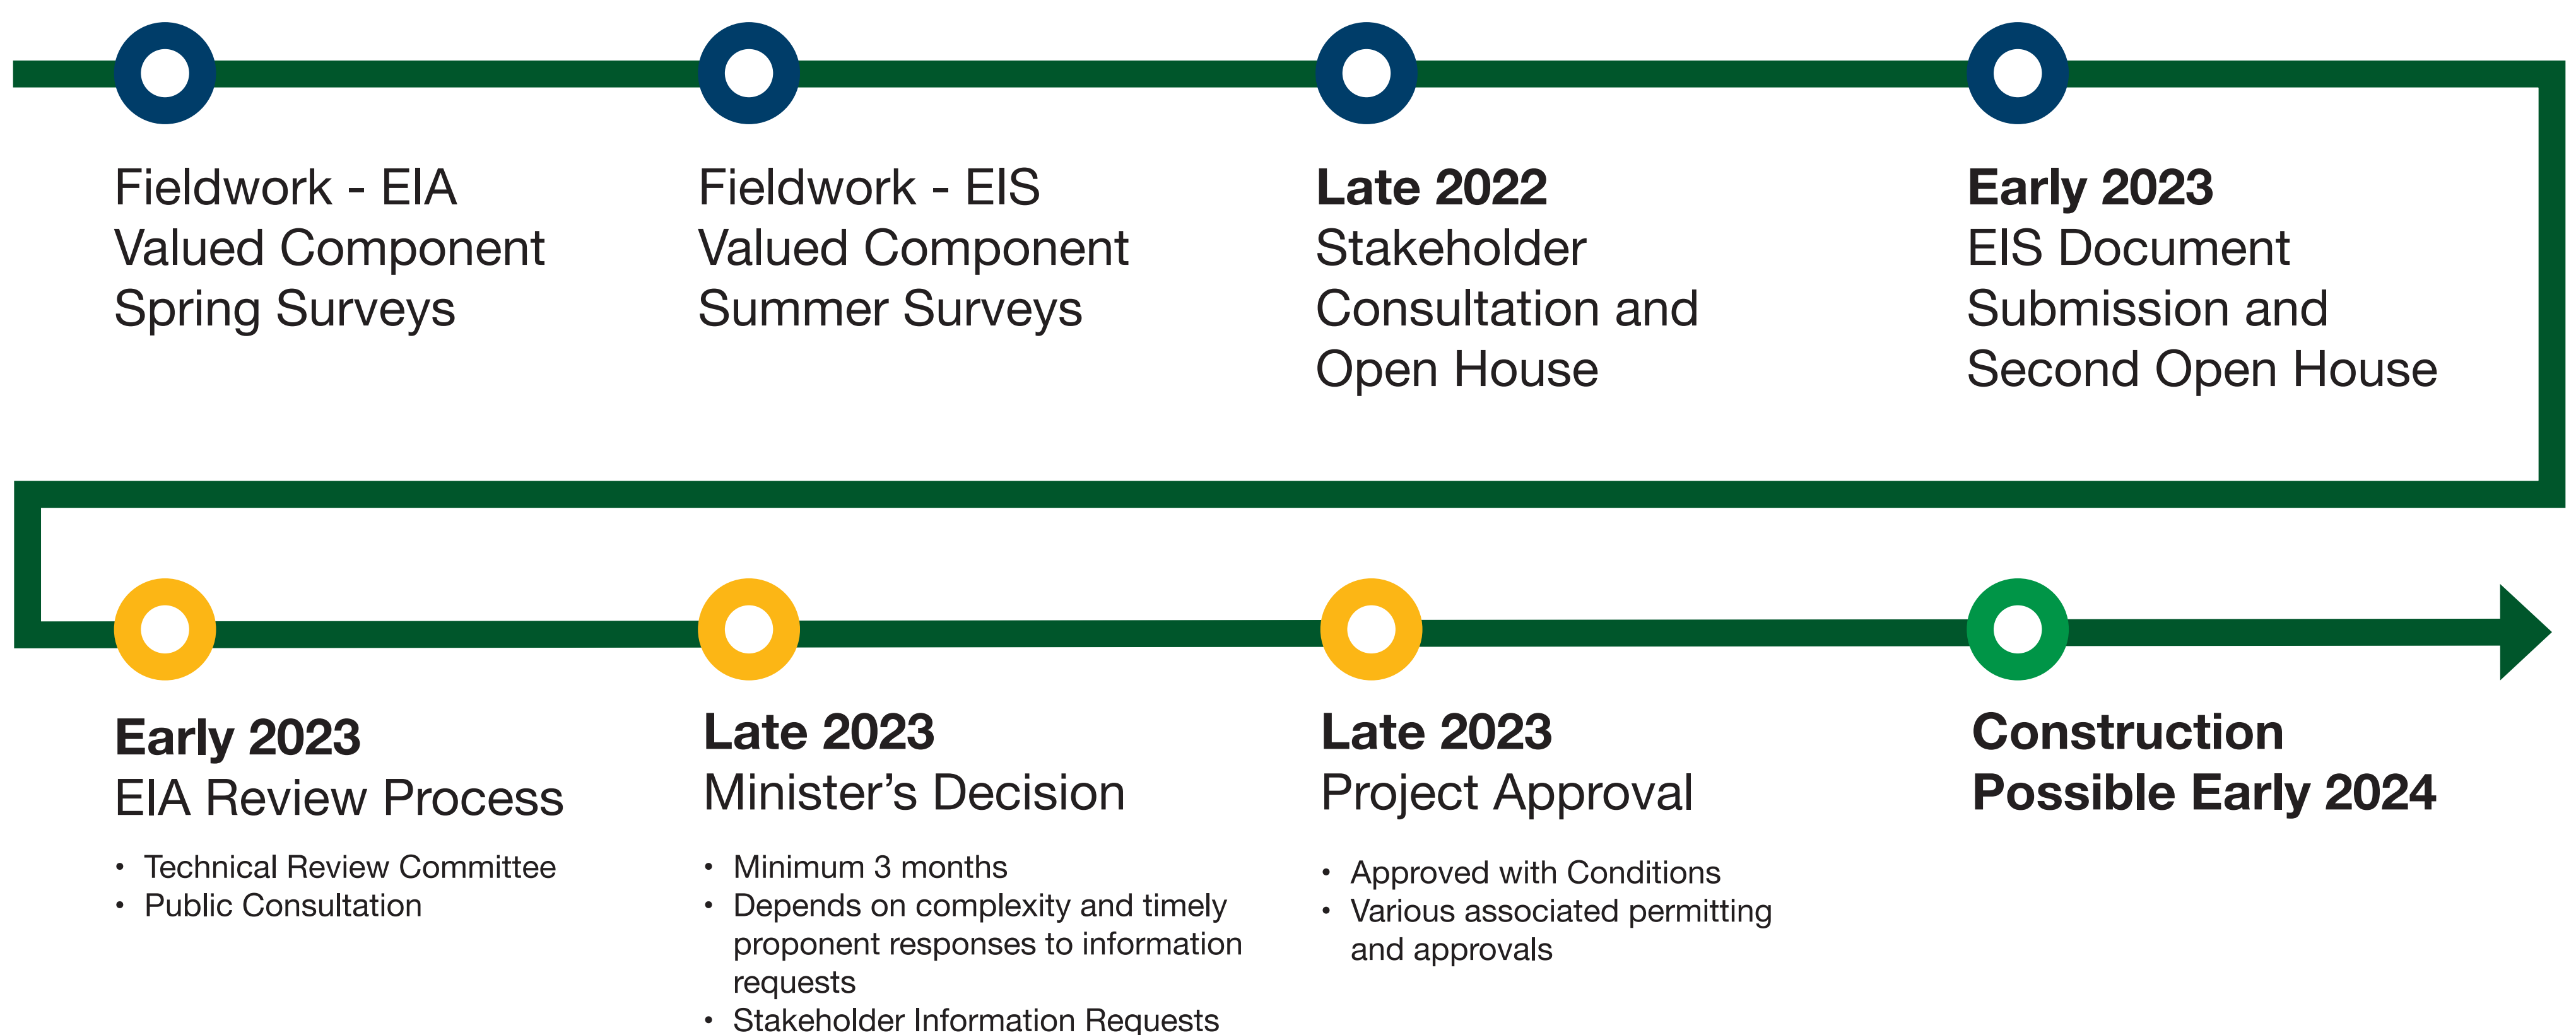 Fieldwork - EIA
Valued Component
Spring Surveys
Fieldwork - EIS
Valued Component
Summer Surveys
Late 2022
Stakeholder
Consultation and
Open House
Early 2023
EIS Document
Submission and
Second Open House
Early 2023
EIA Review Process
• Technical Review Committee
• Public Consultation
Late 2023
Minister’s Decision
• Minimum 3 months
• Depends on complexity and timely
proponent responses to information
requests
• Stakeholder Information Requests
Late 2023
Project Approval
• Approved with Conditions
• Various associated permitting
and approvals
Construction
Possible Early 2024